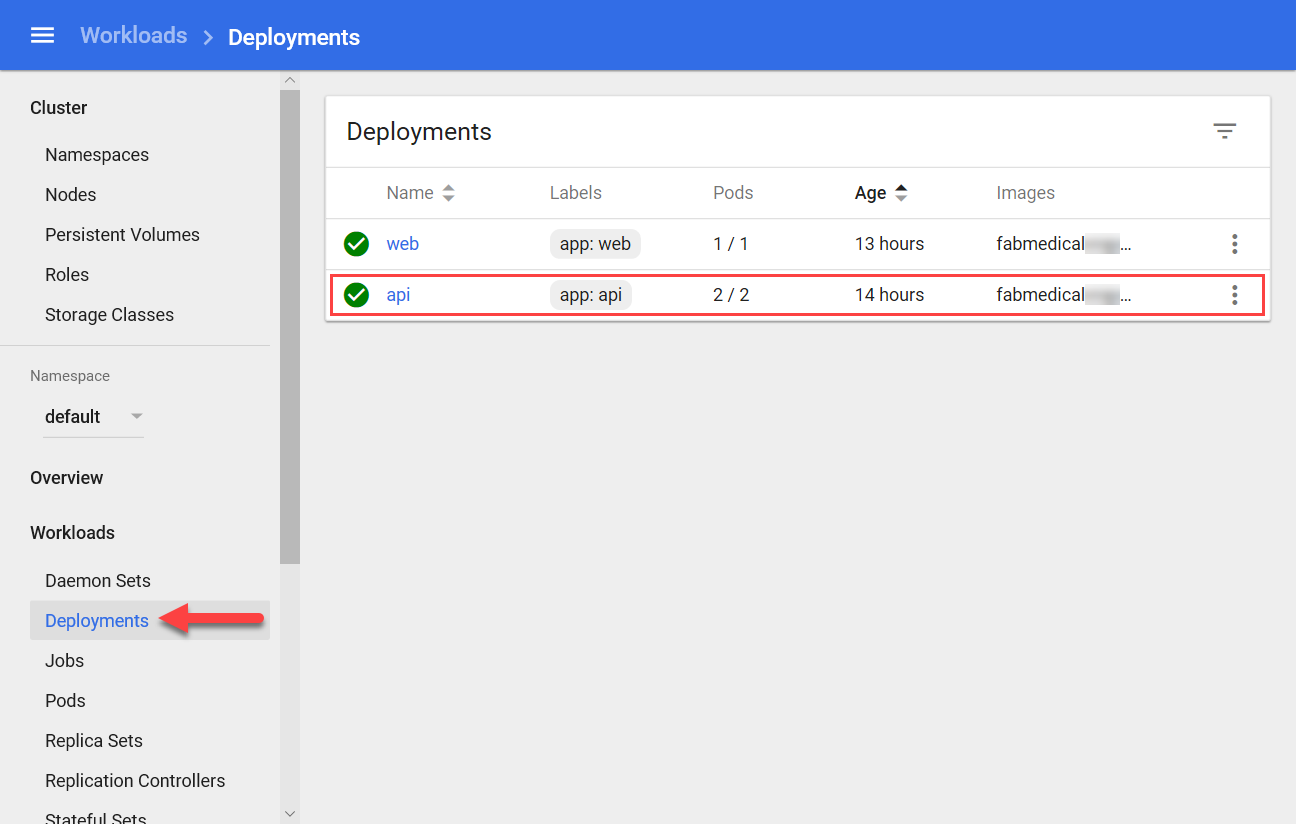 Workloads > Deployments
Cluster
Namespaces
Nodes
Persistent Volumes
Roles
Storage Classes
Namespace
default
Overview
Workloads
Daemon Sets
Deployments
Jobs
Pods
Replica Sets
Replication Controllers
Stateful Sets
Deployments
Name Labels Pods Age Images
web app: web 1 / 1 13 hours fabmedical...
api app: api 2 / 2 14 hours fabmedical...